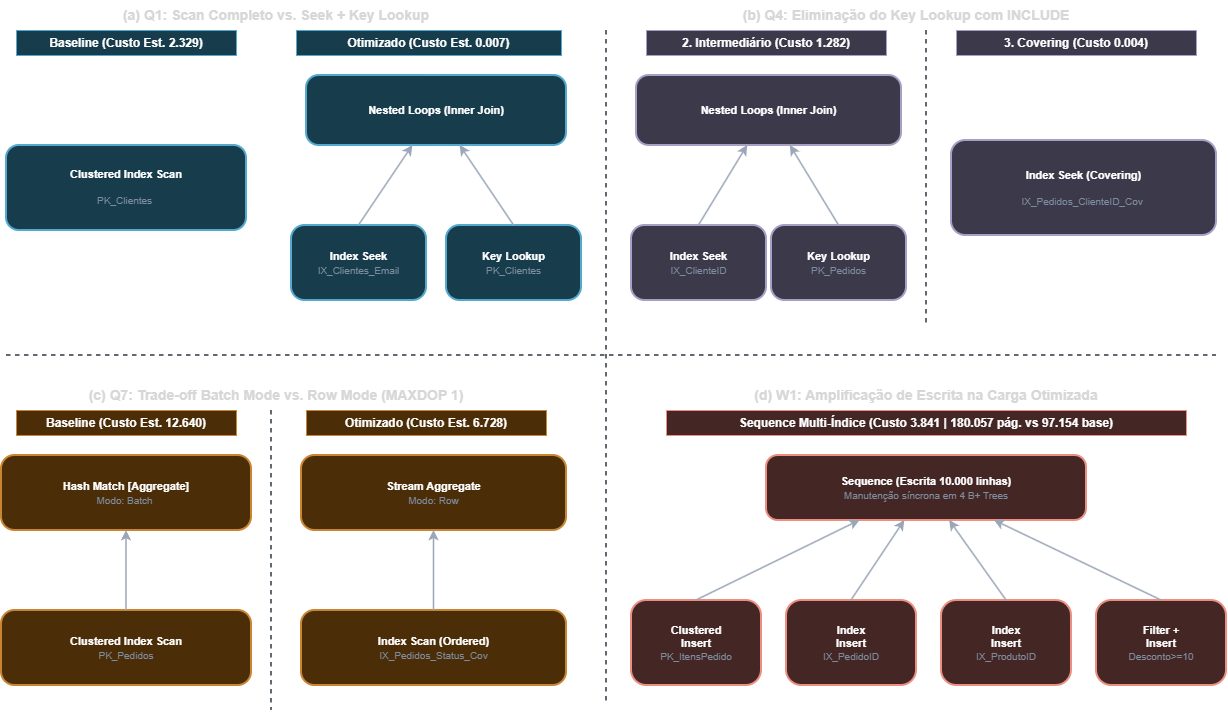 (a) Q1: Scan Completo vs. Seek + Key Lookup
Baseline (Custo Est. 2.329)
Otimizado (Custo Est. 0.007)
Nested Loops (Inner Join)
Clustered Index Scan
PK_Clientes
Index Seek
IX_Clientes_Email
Key Lookup
PK_Clientes
(b) Q4: Eliminação do Key Lookup com INCLUDE
2. Intermediário (Custo 1.282)
3. Covering (Custo 0.004)
Nested Loops (Inner Join)
Index Seek (Covering)
IX_Pedidos_ClienteID_Cov
Index Seek
IX_ClienteID
Key Lookup
PK_Pedidos
(c) Q7: Trade-off Batch Mode vs. Row Mode (MAXDOP 1)
Baseline (Custo Est. 12.640)
Otimizado (Custo Est. 6.728)
Hash Match [Aggregate]
Modo: Batch
Stream Aggregate
Modo: Row
Clustered Index Scan
PK_Pedidos
Index Scan (Ordered)
IX_Pedidos_Status_Cov
(d) W1: Amplificação de Escrita na Carga Otimizada
Sequence Multi-Índice (Custo 3.841 | 180.057 pág. vs 97.154 base)
Sequence (Escrita 10.000 linhas)
Manutenção síncrona em 4 B+ Trees
Clustered
Insert
PK_ItensPedido
Index
Insert
IX_PedidoID
Index
Insert
IX_ProdutoID
Filter +
Insert
Desconto>=10